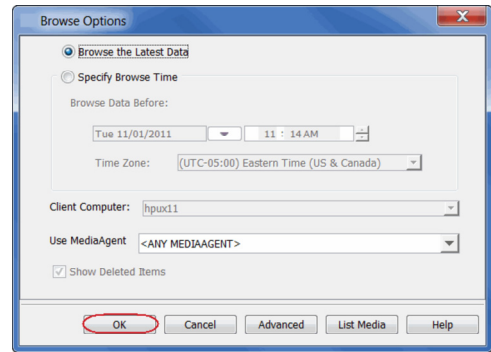 Browse Options
Browse the Latest Data
Specify Browse Time
Browse Data Before:
Tue 11/01/2011 11 : 14 AM
Time Zone: (UTC-05:00) Eastern Time (US & Canada)
Client Computer: hpux11
Use MediaAgent <ANY MEDIAAGENT>
Show Deleted Items
OK Cancel Advanced List Media Help